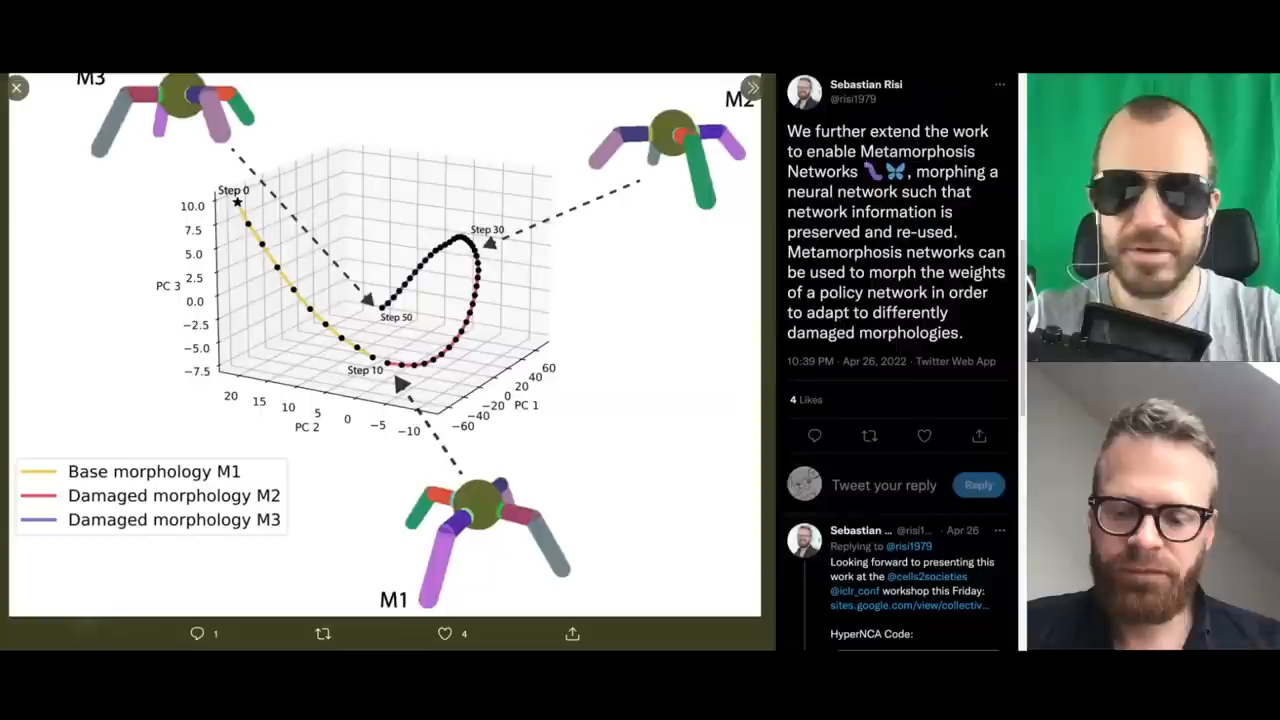 M3
M2
Step 0
10.0
7.5
5.0
2.5
0.0
−2.5
−5.0
−7.5
PC 3
Step 30
Step 50
Step 10
20
15
10
5
0
−5
−10
PC 2
−60
−40
−20
0
20
40
60
PC 1
Base morphology M1
Damaged morphology M2
Damaged morphology M3
M1
1
4
Sebastian Risi
@risi1979
We further extend the work
to enable Metamorphosis
Networks 🐛🦋, morphing a
neural network such that
network information is
preserved and re-used.
Metamorphosis networks can
be used to morph the weights
of a policy network in order
to adapt to differently
damaged morphologies.
10:39 PM · Apr 26, 2022 · Twitter Web App
4 Likes
Tweet your reply
Reply
Sebastian ... @risi1... · Apr 26
Replying to @risi1979
Looking forward to presenting this
work at the @cells2societies
@iclr_conf workshop this Friday:
sites.google.com/view/collectiv...
HyperNCA Code: